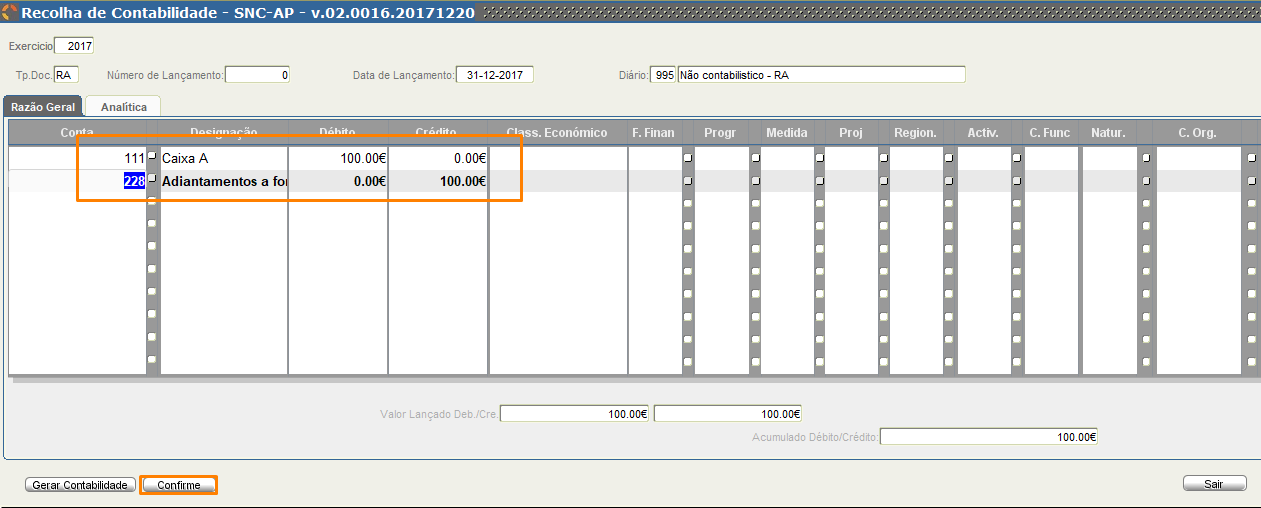 Recolha de Contabilidade - SNC-AP - v.02.0016.20171220
Exercicio 2017
Tp.Doc. RA Número de Lançamento: 0 Data de Lançamento: 31-12-2017 Diário: 995 Não contabilistico - RA
Razão Geral Analítica
Conta Designação Débito Crédito Class. Económico F. Finan Progr Medida Proj Region. Activ. C. Func Natur. C. Org.
111 Caixa A 100.00€ 0.00€
228 Adiantamentos a for 0.00€ 100.00€
Valor Lançado Deb./Cre. 100.00€ 100.00€
Acumulado Débito/Crédito: 100.00€
Gerar Contabilidade Confirme Sair